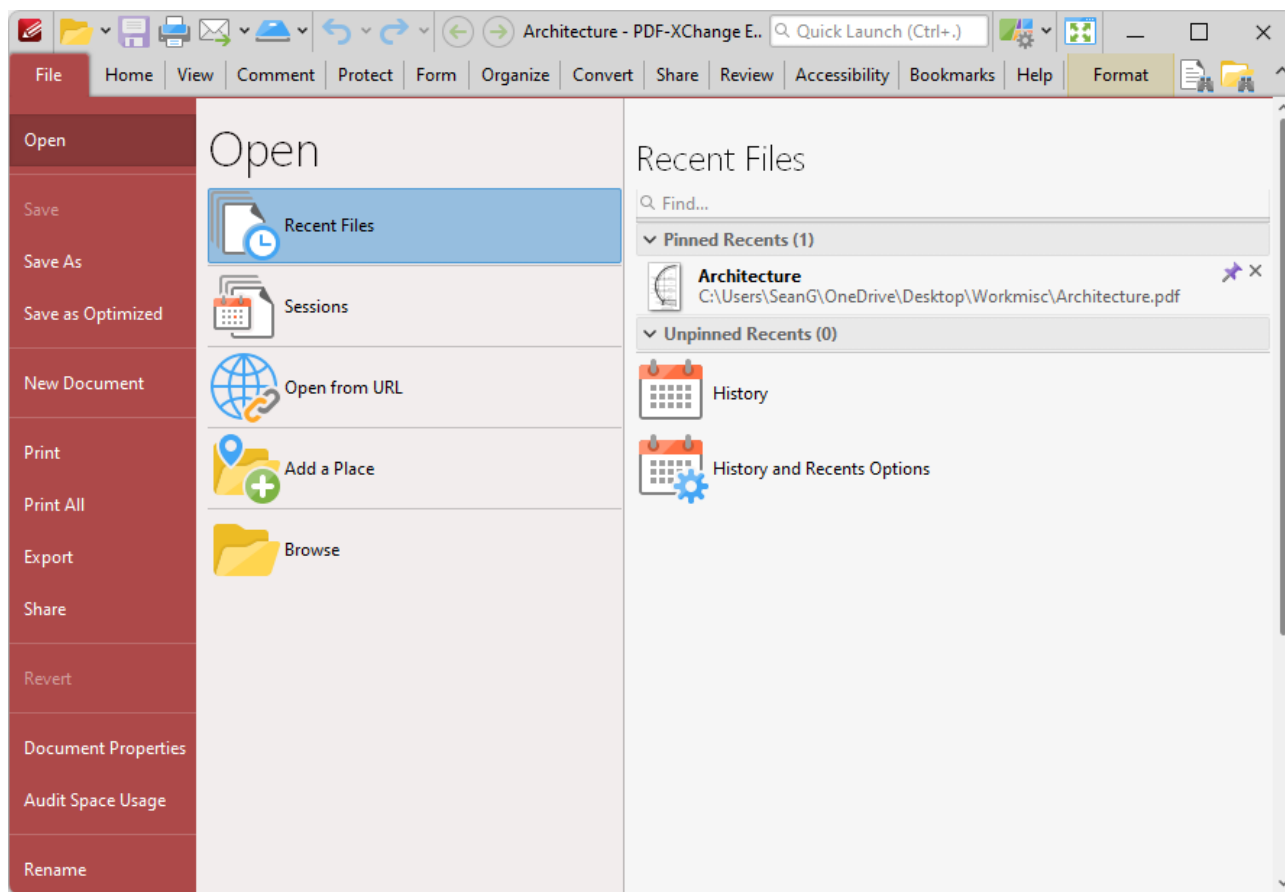 Architecture - PDF-XChange E..
Quick Launch (Ctrl+.)
File
Home
View
Comment
Protect
Form
Organize
Convert
Share
Review
Accessibility
Bookmarks
Help
Format
Open
Save
Save As
Save as Optimized
New Document
Print
Print All
Export
Share
Revert
Document Properties
Audit Space Usage
Rename
Open
Recent Files
Sessions
Open from URL
Add a Place
Browse
Recent Files
Find...
Pinned Recents (1)
Architecture
C:\Users\SeanG\OneDrive\Desktop\Workmisc\Architecture.pdf
Unpinned Recents (0)
History
History and Recents Options